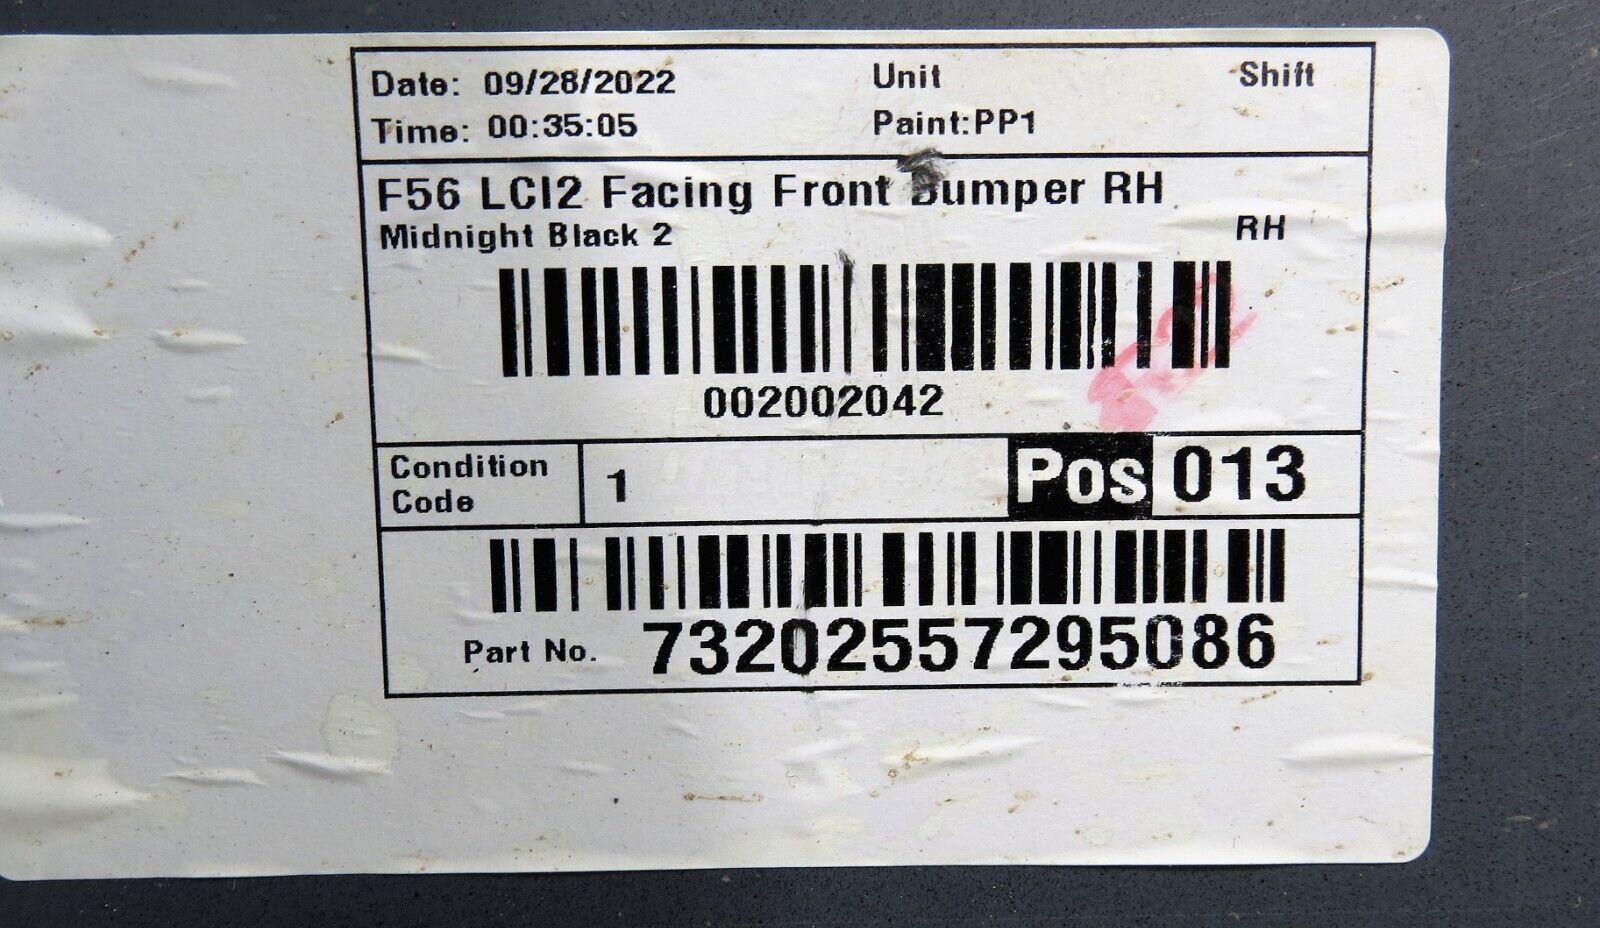 Date: 09/28/2022 Unit Shift
Time: 00:35:05 Paint:PP1
F56 LCI2 Facing Front Bumper RH
Midnight Black 2 RH
002002042
Condition Code 1 Pos 013
Part No. 73202557295086